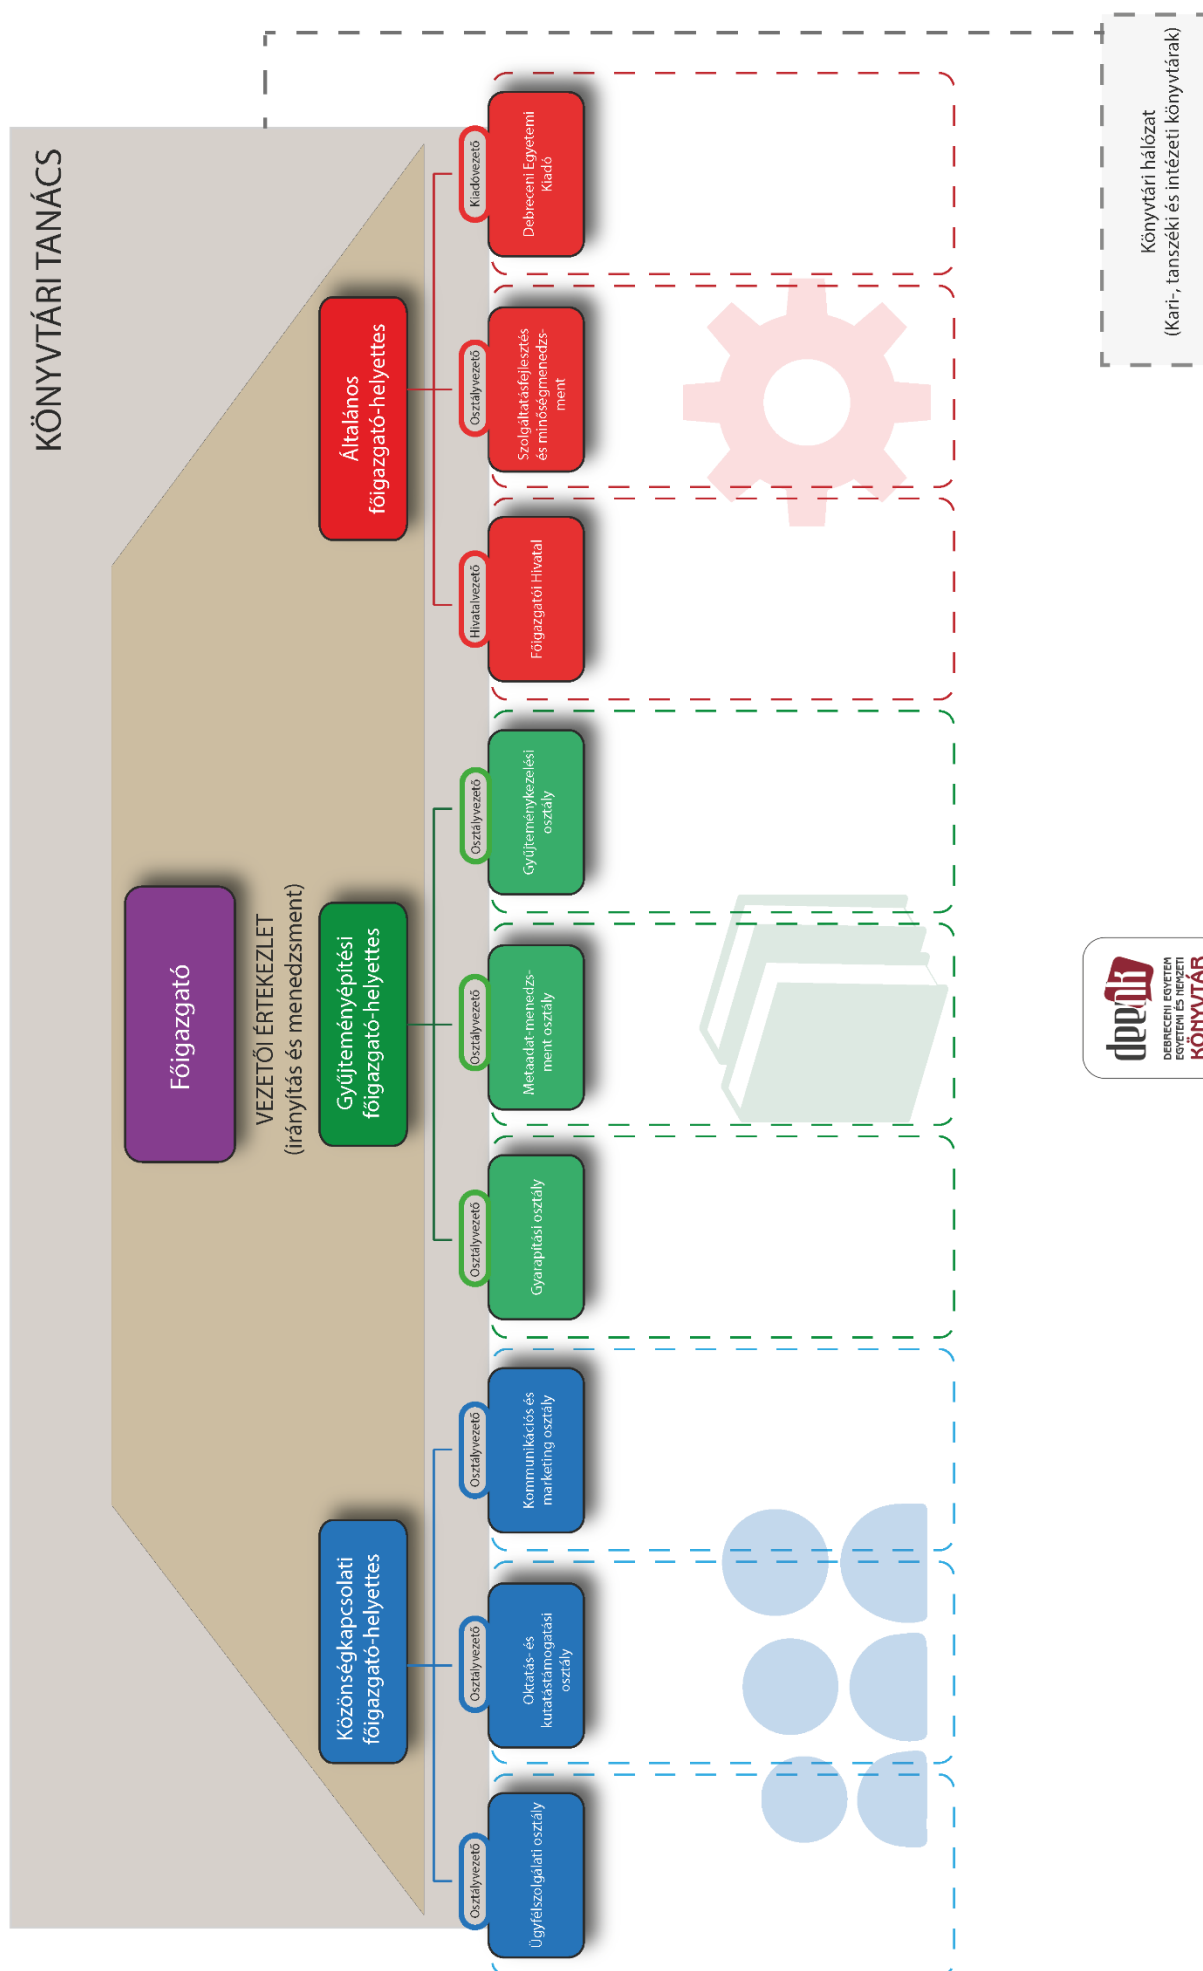 KÖNYVTÁRI TANÁCS
Főigazgató
VEZETŐI ÉRTEKEZLET
(irányítás és menedzsment)
Közönségkapcsolati
főigazgató-helyettes
Gyűjteményépítési
főigazgató-helyettes
Általános
főigazgató-helyettes
Osztályvezető
Osztályvezető
Osztályvezető
Osztályvezető
Osztályvezető
Osztályvezető
Hivatalvezető
Osztályvezető
Kiadóvezető
Ügyfélszolgálati osztály
Oktatás- és
kutatástámogatási
osztály
Kommunikációs és
marketing osztály
Gyarapítási osztály
Metaadat-menedzs-
ment osztály
Gyűjteménykezelési
osztály
Főigazgatói Hivatal
Szolgáltatásfejlesztés
és minőségmenedzs-
ment
Debreceni Egyetemi
Kiadó
Könyvtári hálózat
(Kari-, tanszéki és intézeti könyvtárak)
deenk
DEBRECENI EGYETEM
EGYETEMI ÉS NEMZETI
KÖNYVTÁR